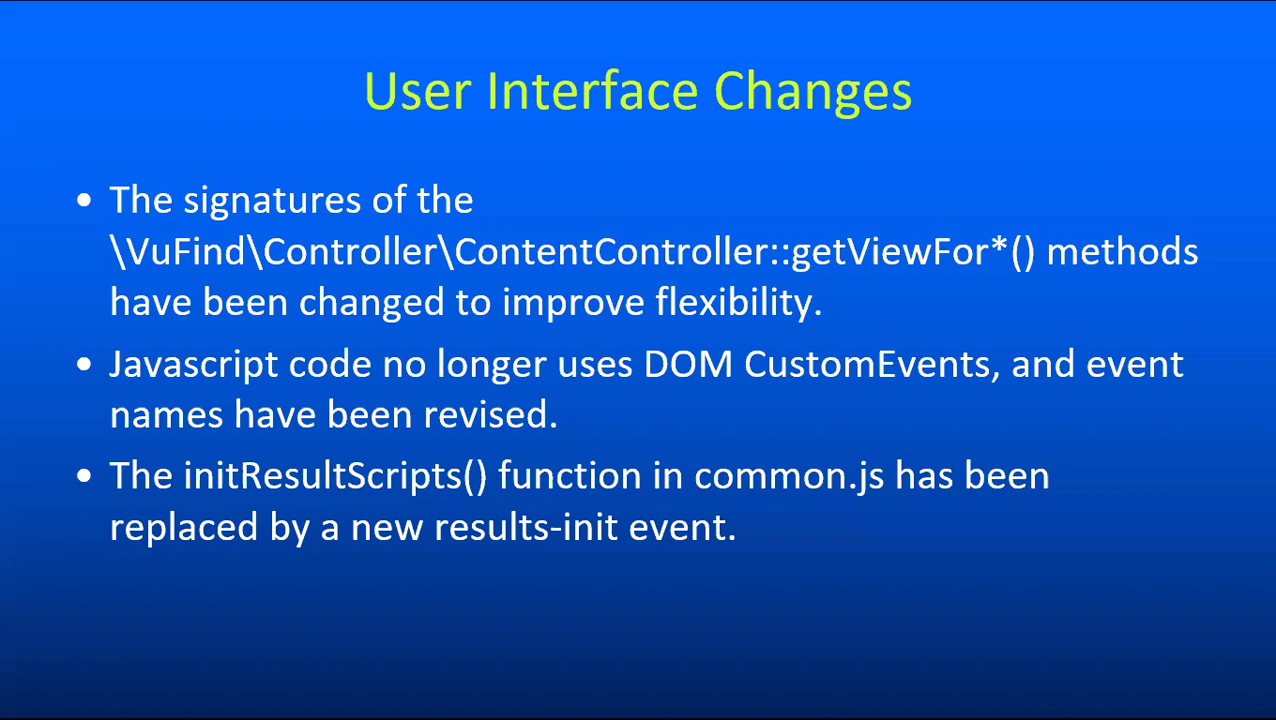 User Interface Changes
• The signatures of the
\VuFind\Controller\ContentController::getViewFor*() methods
have been changed to improve flexibility.
• Javascript code no longer uses DOM CustomEvents, and event
names have been revised.
• The initResultScripts() function in common.js has been
replaced by a new results-init event.